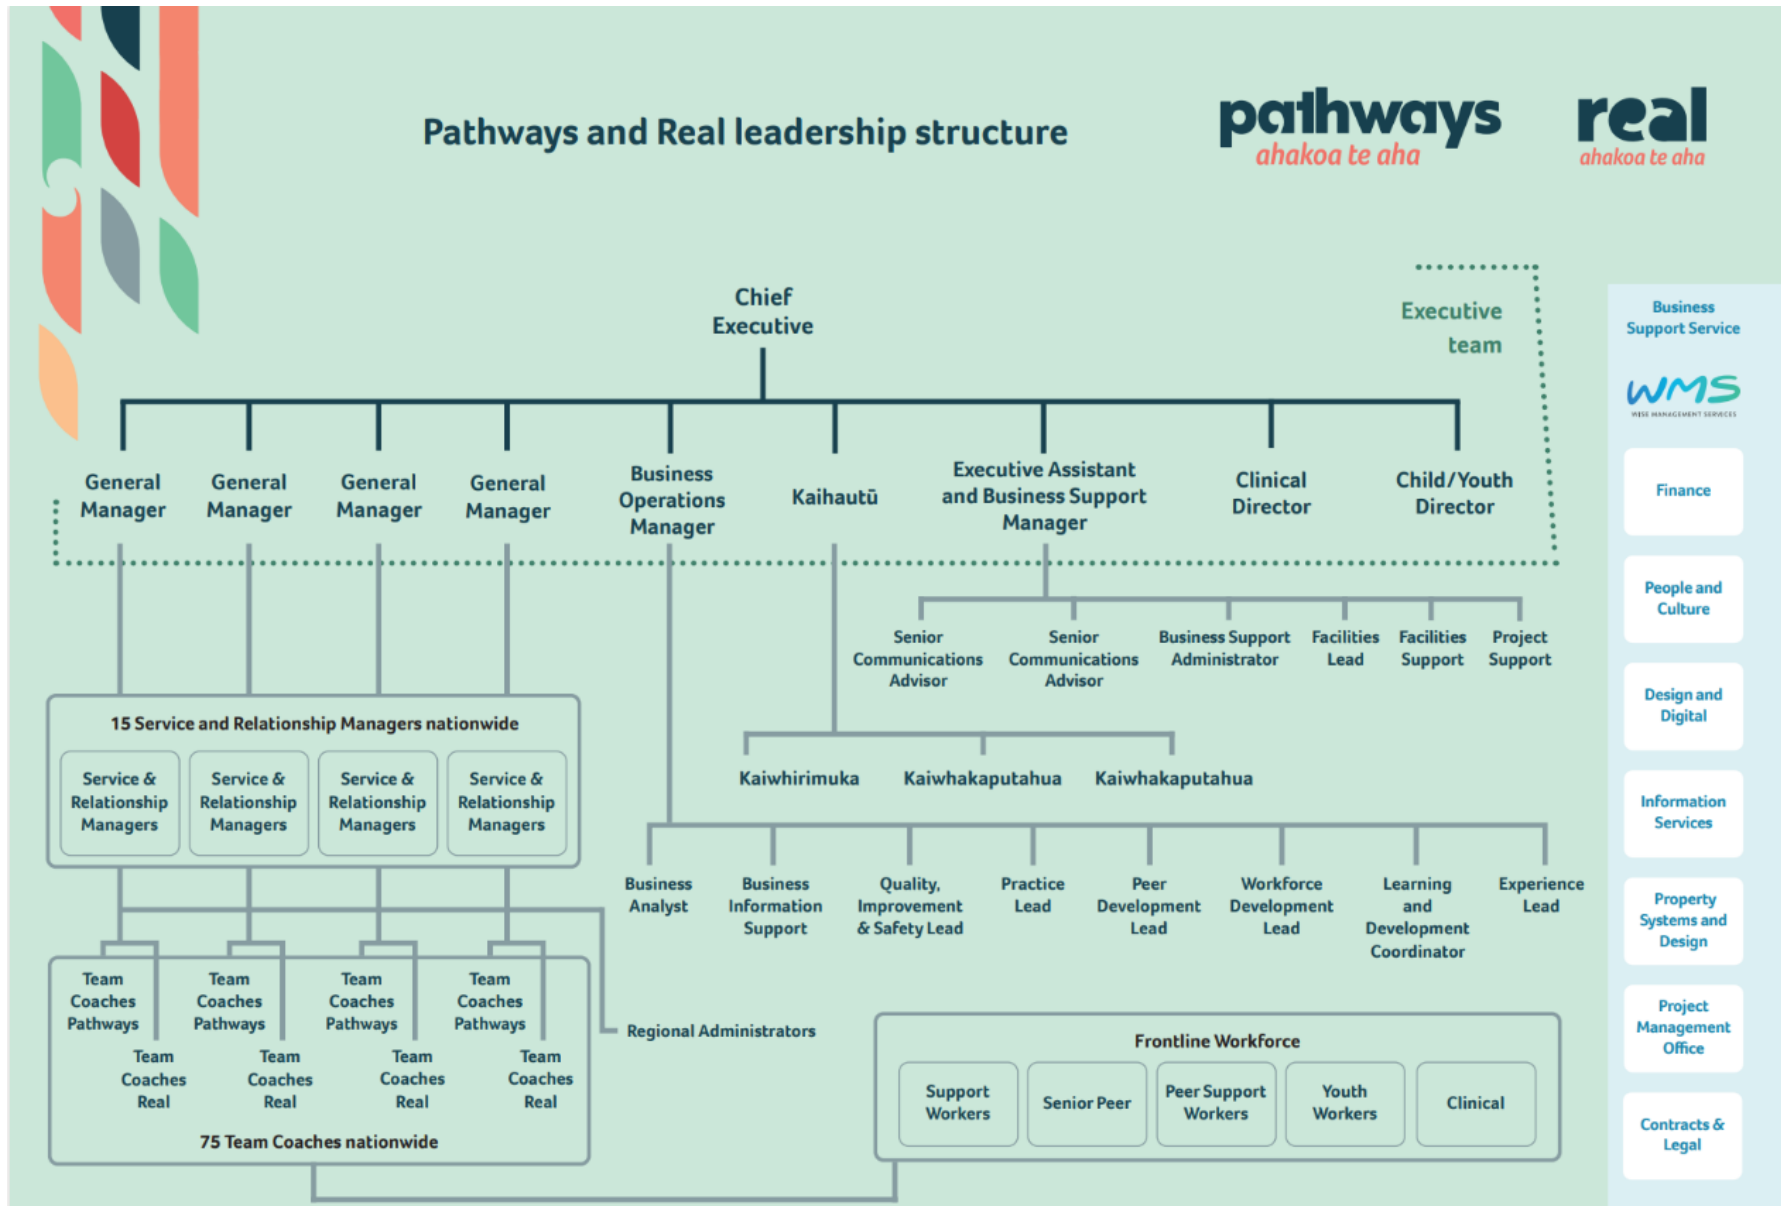 Pathways and Real leadership structure
pathways
ahakoa te aha
real
ahakoa te aha
Chief
Executive
Executive
team
General
Manager
General
Manager
General
Manager
General
Manager
Business
Operations
Manager
Kaihautū
Executive Assistant
and Business Support
Manager
Clinical
Director
Child/Youth
Director
Senior
Communications
Advisor
Senior
Communications
Advisor
Business Support
Administrator
Facilities
Lead
Facilities
Support
Project
Support
15 Service and Relationship Managers nationwide
Service &
Relationship
Managers
Service &
Relationship
Managers
Service &
Relationship
Managers
Service &
Relationship
Managers
Kaiwhirimuka
Kaiwhakaputahua
Kaiwhakaputahua
Business
Analyst
Business
Information
Support
Quality,
Improvement
& Safety Lead
Practice
Lead
Peer
Development
Lead
Workforce
Development
Lead
Learning
and
Development
Coordinator
Experience
Lead
Team
Coaches
Pathways
Team
Coaches
Pathways
Team
Coaches
Pathways
Team
Coaches
Pathways
Team
Coaches
Real
Team
Coaches
Real
Team
Coaches
Real
Team
Coaches
Real
75 Team Coaches nationwide
Regional Administrators
Frontline Workforce
Support
Workers
Senior Peer
Peer Support
Workers
Youth
Workers
Clinical
Business
Support Service
WMS
WISE MANAGEMENT SERVICES
Finance
People and
Culture
Design and
Digital
Information
Services
Property
Systems and
Design
Project
Management
Office
Contracts &
Legal